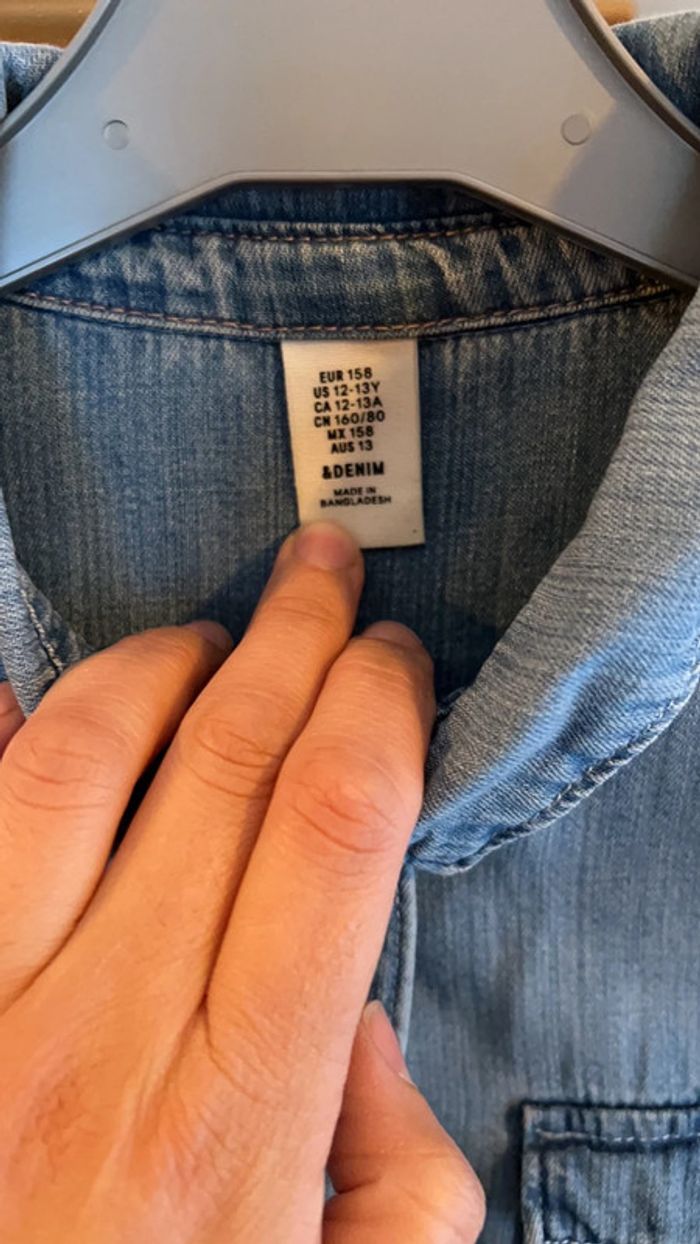 EUR 158
US 12-13Y
CA 12-13A
CN 160/80
MX 158
AUS 13
&DENIM
MADE IN
BANGLADESH